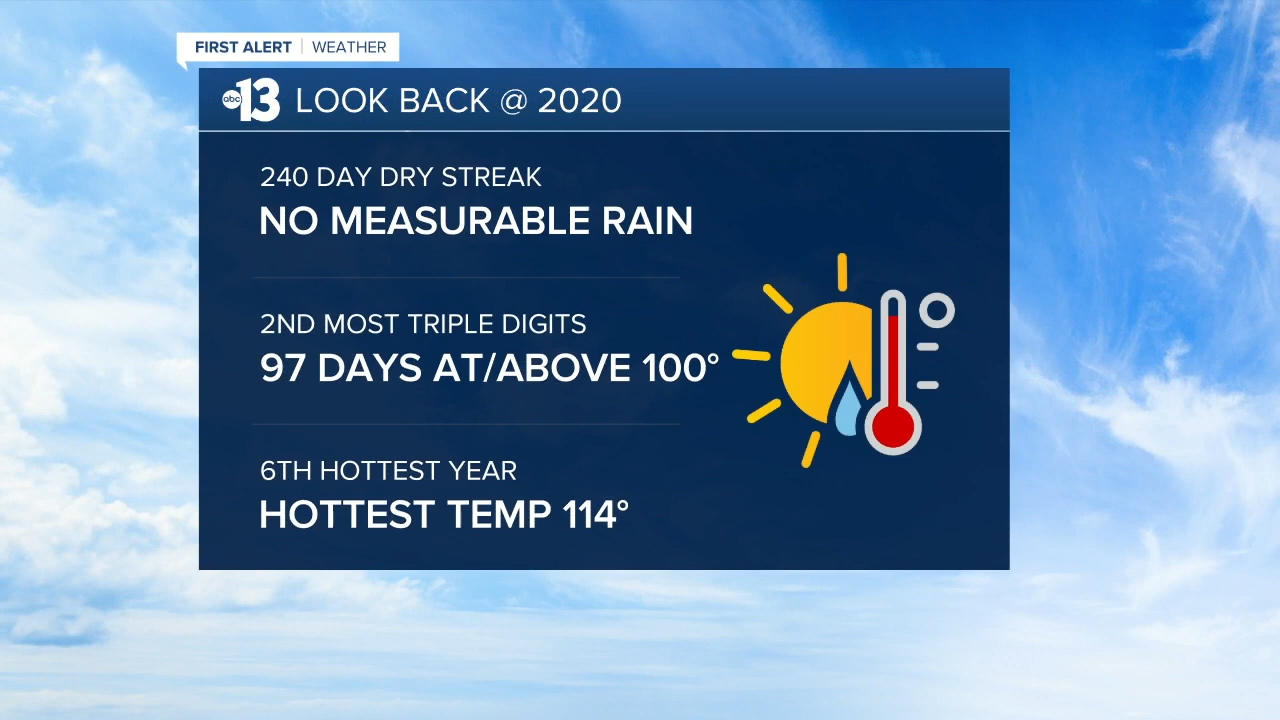 FIRST ALERT | WEATHER
abc 13 LOOK BACK @ 2020
240 DAY DRY STREAK
NO MEASURABLE RAIN
2ND MOST TRIPLE DIGITS
97 DAYS AT/ABOVE 100°
6TH HOTTEST YEAR
HOTTEST TEMP 114°